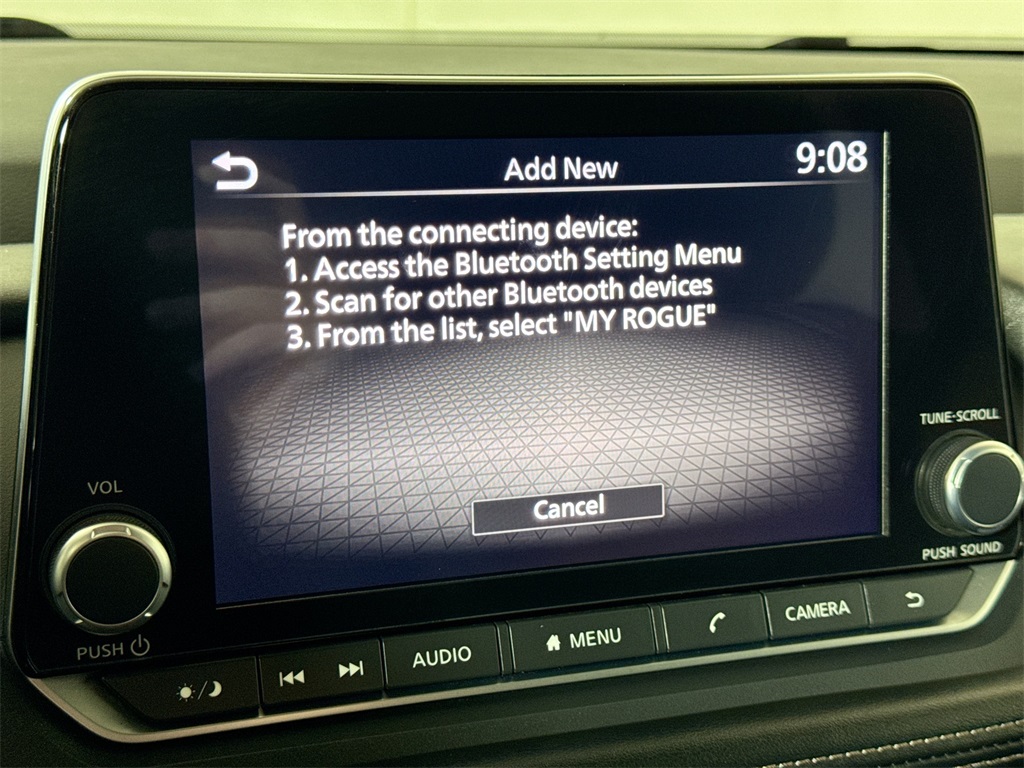 Add New
9:08
From the connecting device:
1. Access the Bluetooth Setting Menu
2. Scan for other Bluetooth devices
3. From the list, select "MY ROGUE"
Cancel
VOL
PUSH
TUNE·SCROLL
PUSH SOUND
AUDIO
MENU
CAMERA